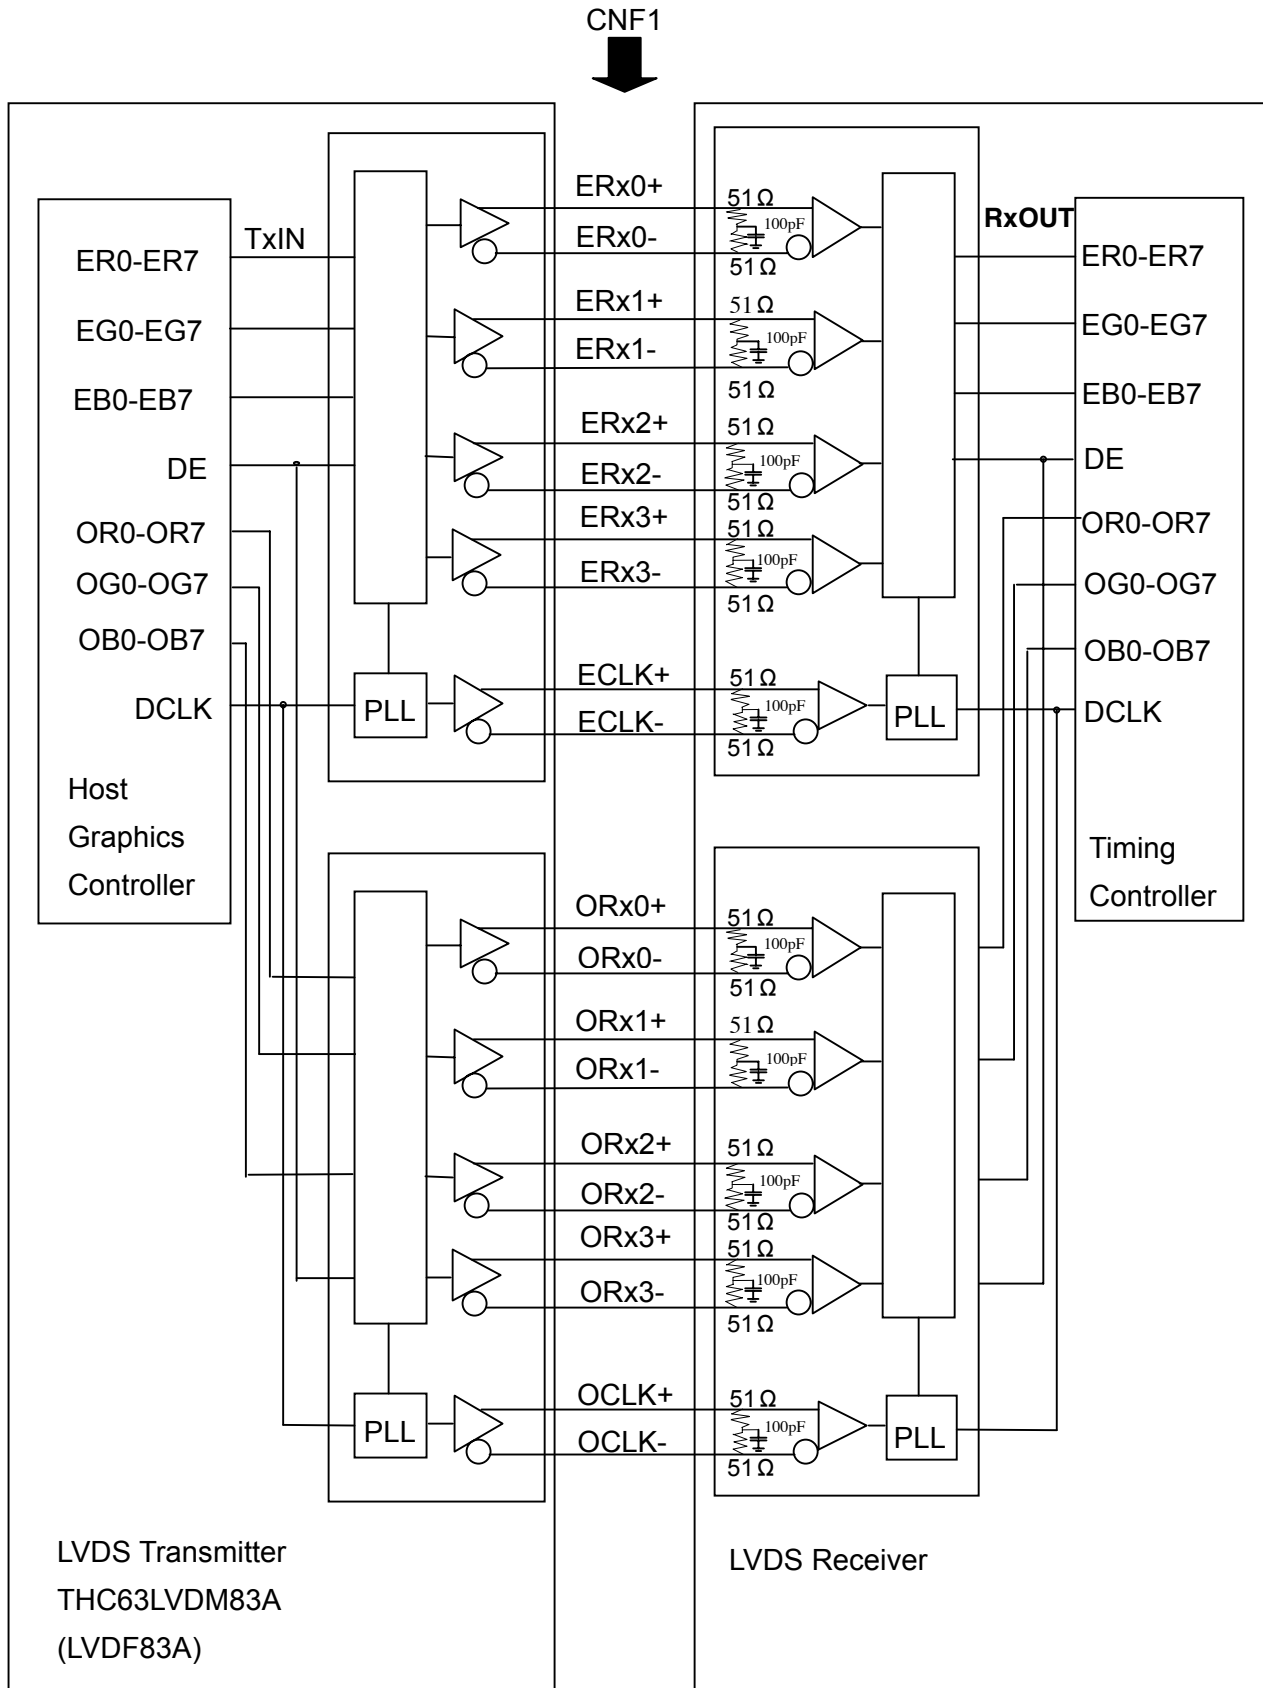 CNF1
TxIN
ER0-ER7
EG0-EG7
EB0-EB7
DE
OR0-OR7
OG0-OG7
OB0-OB7
DCLK
Host
Graphics
Controller
PLL
ERx0+
ERx0-
ERx1+
ERx1-
ERx2+
ERx2-
ERx3+
ERx3-
ECLK+
ECLK-
51Ω
100pF
51Ω
51Ω
100pF
51Ω
51Ω
100pF
51Ω
51Ω
100pF
51Ω
51Ω
100pF
51Ω
PLL
RxOUT
ER0-ER7
EG0-EG7
EB0-EB7
DE
OR0-OR7
OG0-OG7
OB0-OB7
DCLK
Timing
Controller
PLL
ORx0+
ORx0-
ORx1+
ORx1-
ORx2+
ORx2-
ORx3+
ORx3-
OCLK+
OCLK-
51Ω
100pF
51Ω
51Ω
100pF
51Ω
100pF
51Ω
51Ω
100pF
51Ω
51Ω
100pF
51Ω
PLL
LVDS Transmitter
THC63LVDM83A
(LVDF83A)
LVDS Receiver